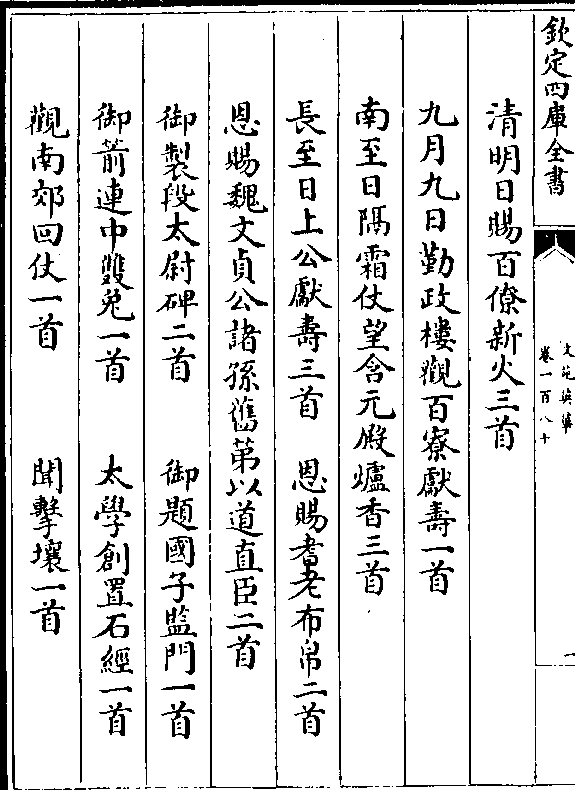 欽定四庫全書
文苑英華
卷一百八十
一
清明日賜百僚新火三首
九月九日勤政樓觀百寮獻壽一首
南至日隔霜仗望含元殿爐香三首
長至日上公獻壽三首 恩賜耆老布帛二首
恩賜魏文貞公諸孫舊第以道直臣二首
御製段太尉碑二首 御題國子監門一首
御箭連中雙兔一首 太學創置石經一首
觀南郊回仗一首 聞擊壤一首